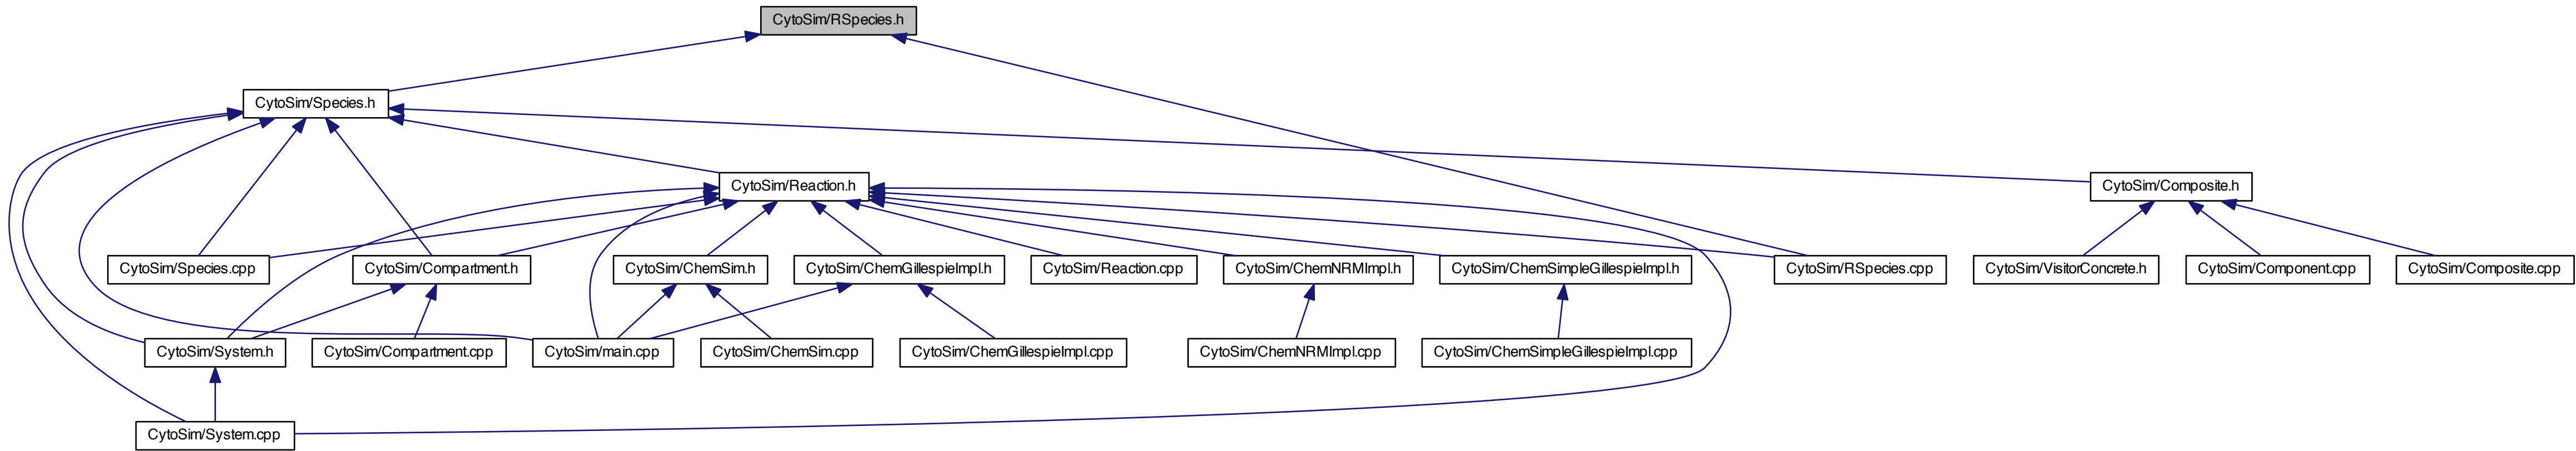 CytoSim/RSpecies.h
CytoSim/Species.h
CytoSim/Reaction.h
CytoSim/Composite.h
CytoSim/Species.cpp
CytoSim/Compartment.h
CytoSim/ChemSim.h
CytoSim/ChemGillespieImpl.h
CytoSim/Reaction.cpp
CytoSim/ChemNRMImpl.h
CytoSim/ChemSimpleGillespieImpl.h
CytoSim/RSpecies.cpp
CytoSim/VisitorConcrete.h
CytoSim/Component.cpp
CytoSim/Composite.cpp
CytoSim/System.h
CytoSim/Compartment.cpp
CytoSim/main.cpp
CytoSim/ChemSim.cpp
CytoSim/ChemGillespieImpl.cpp
CytoSim/ChemNRMImpl.cpp
CytoSim/ChemSimpleGillespieImpl.cpp
CytoSim/System.cpp